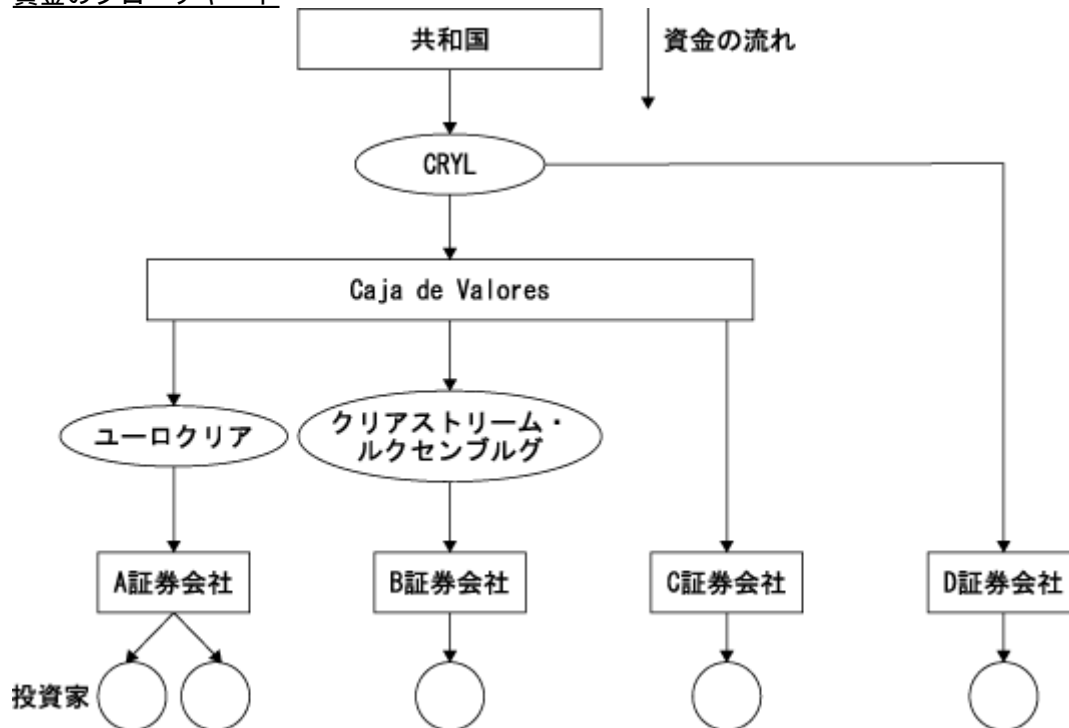 資金のフローチャート
共和国
資金の流れ
CRYL
Caja de Valores
ユーロクリア
クリアストリーム・
ルクセンブルグ
A証券会社
B証券会社
C証券会社
D証券会社
投資家